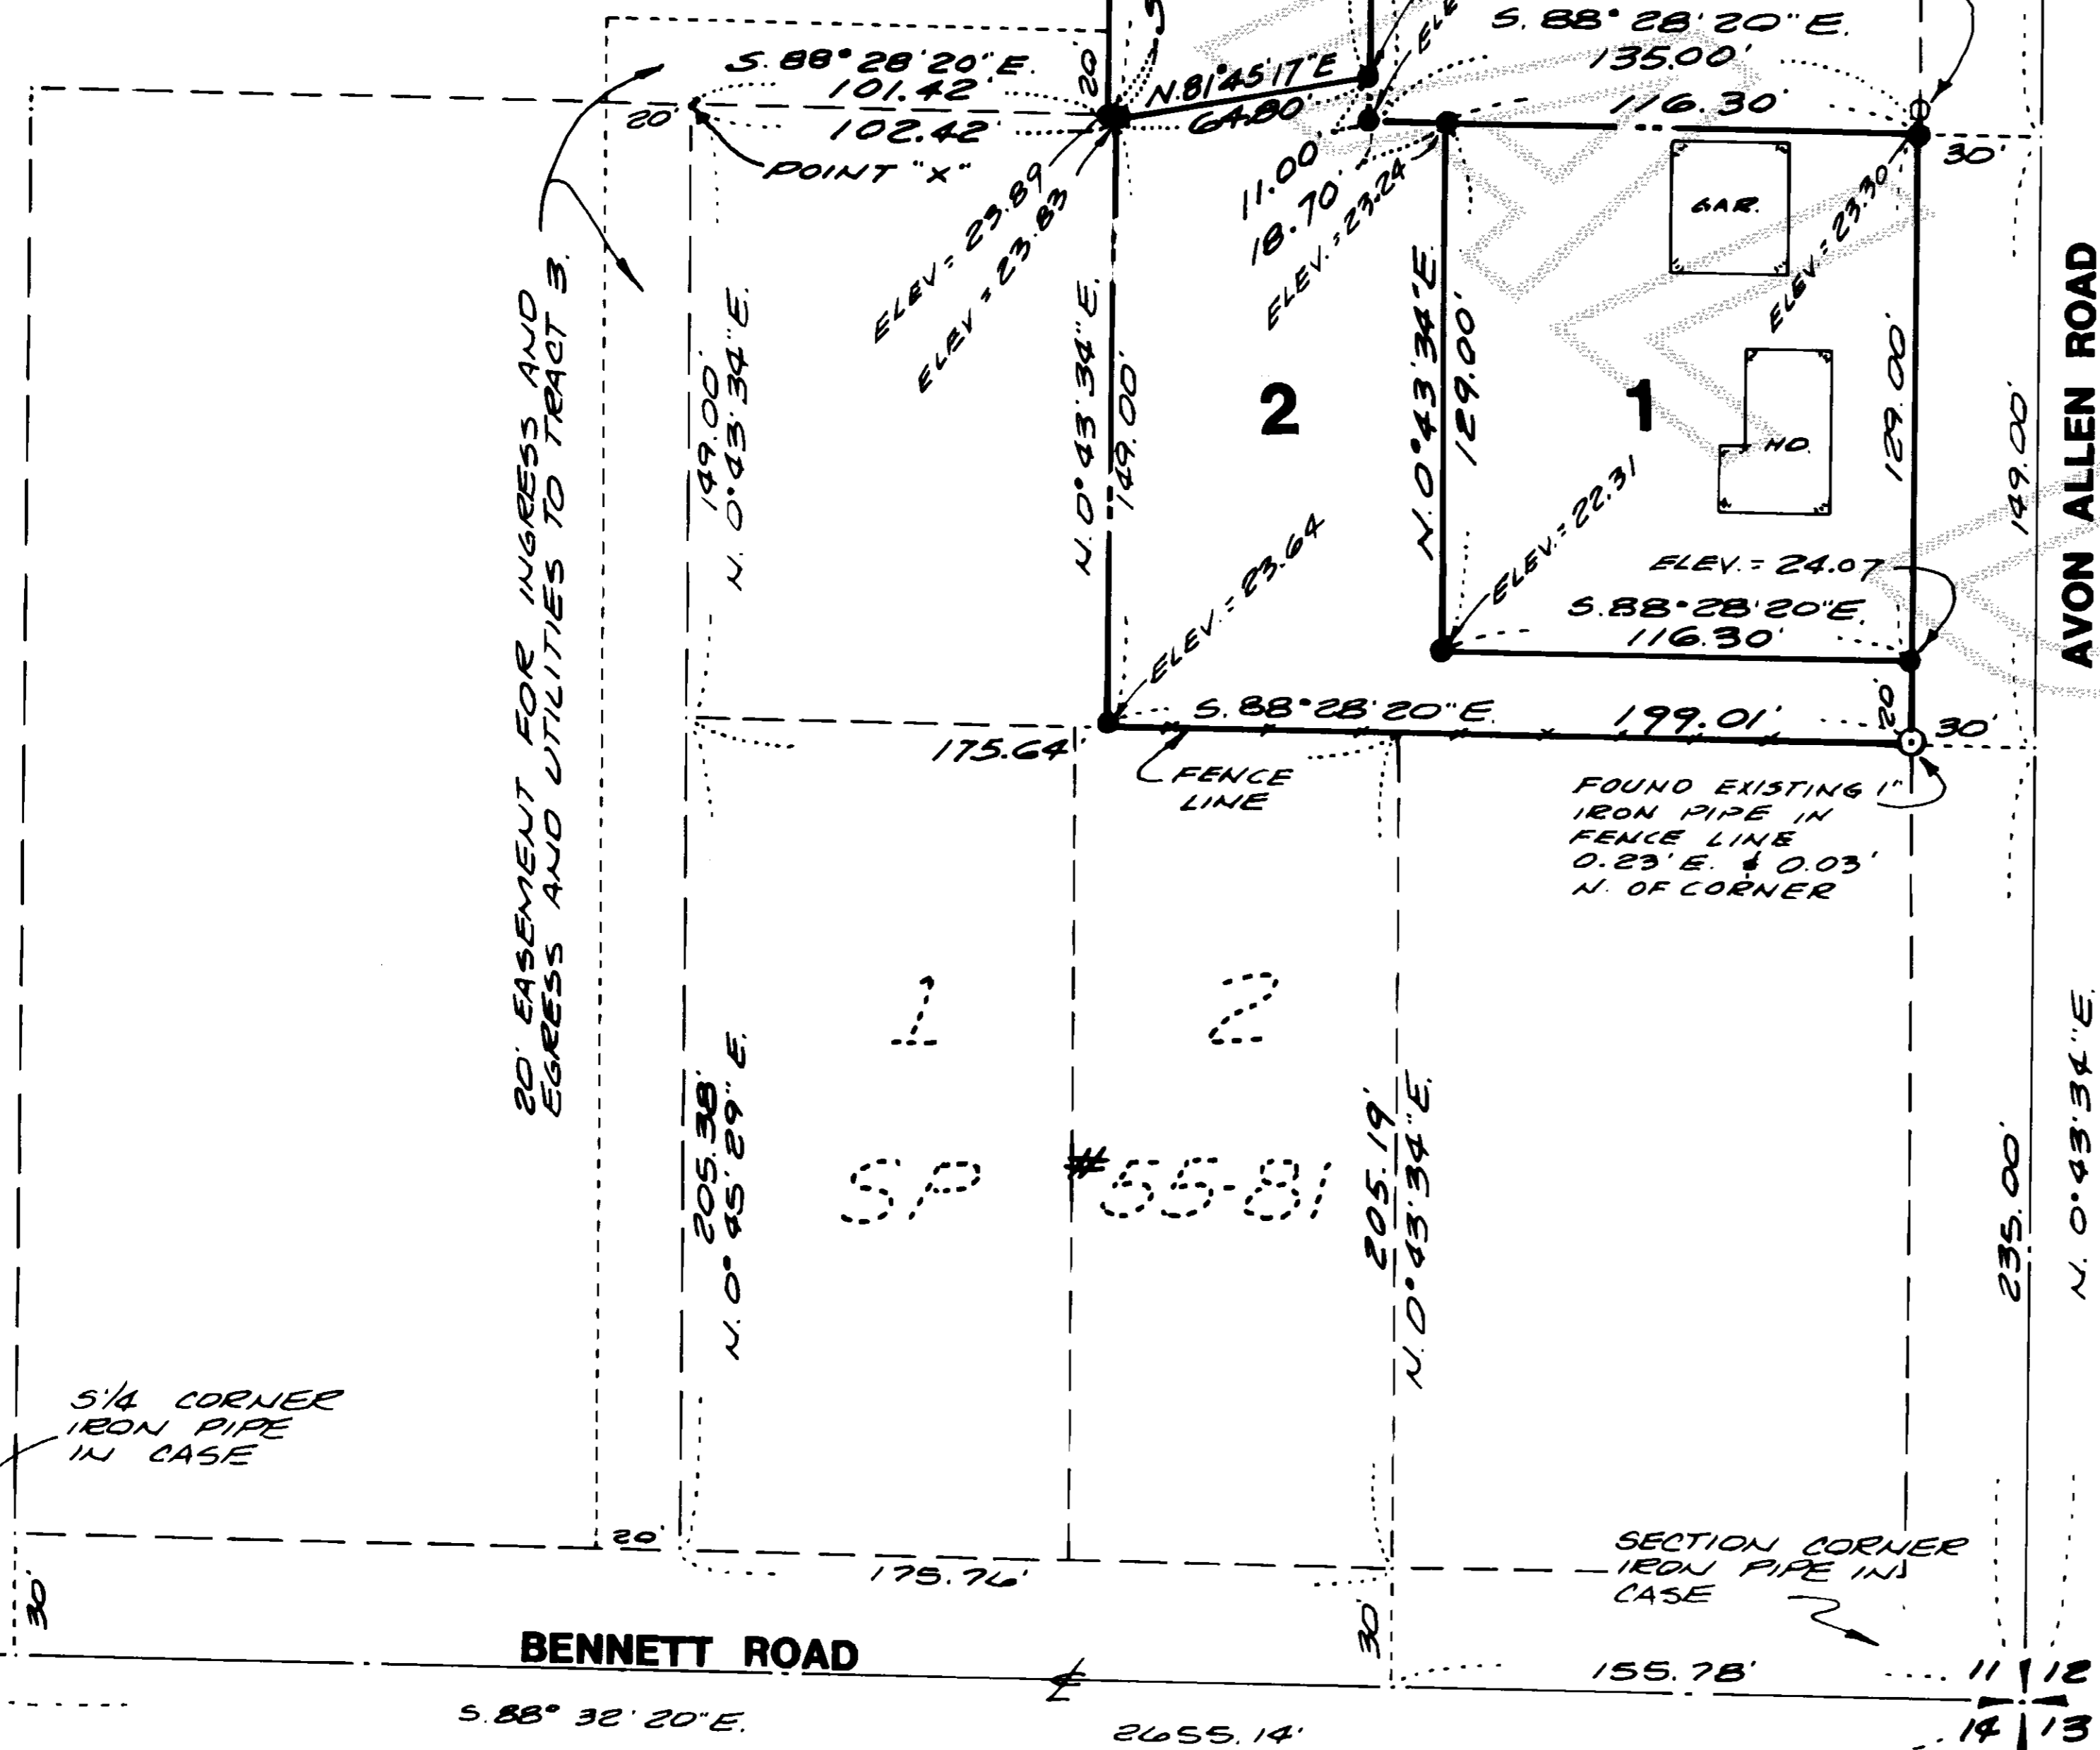 S. 88° 28' 20" E.
135.00'
S. 88° 28' 20" E.
101.42'
102.42'
20'
20'
N. 81° 45' 17" E
64.80'
116.30'
30'
POINT "X"
11.00
18.70'
ELEV = 23.89
ELEV = 23.83
ELEV. = 23.24
ELEV. = 23.30
GAR.
20' EASEMENT FOR INGRESS AND
EGRESS AND UTILITIES TO TRACT 3.
149.00'
N. 0° 43' 34" E.
N. 0° 43' 34" E.
149.00'
2
N. 0° 43' 34" E.
129.00'
1
HO.
129.00'
149.00'
AVON ALLEN ROAD
ELEV. = 23.64
ELEV. = 22.31
ELEV. = 24.07
S. 88° 28' 20" E.
116.30'
S. 88° 28' 20" E.
199.01'
20'
30'
175.64'
FENCE
LINE
FOUND EXISTING 1"
IRON PIPE IN
FENCE LINE
0.23' E. & 0.03'
N. OF CORNER
1
2
SP #55-81
205.38'
N. 0° 45' 29" E.
205.19'
N. 0° 43' 34" E.
235.00'
N. 0° 43' 34" E.
S 1/4 CORNER
IRON PIPE
IN CASE
20'
175.76'
30'
30'
SECTION CORNER
IRON PIPE IN
CASE
BENNETT ROAD
155.78'
11 12
14 13
S. 88° 32' 20" E.
2655.14'